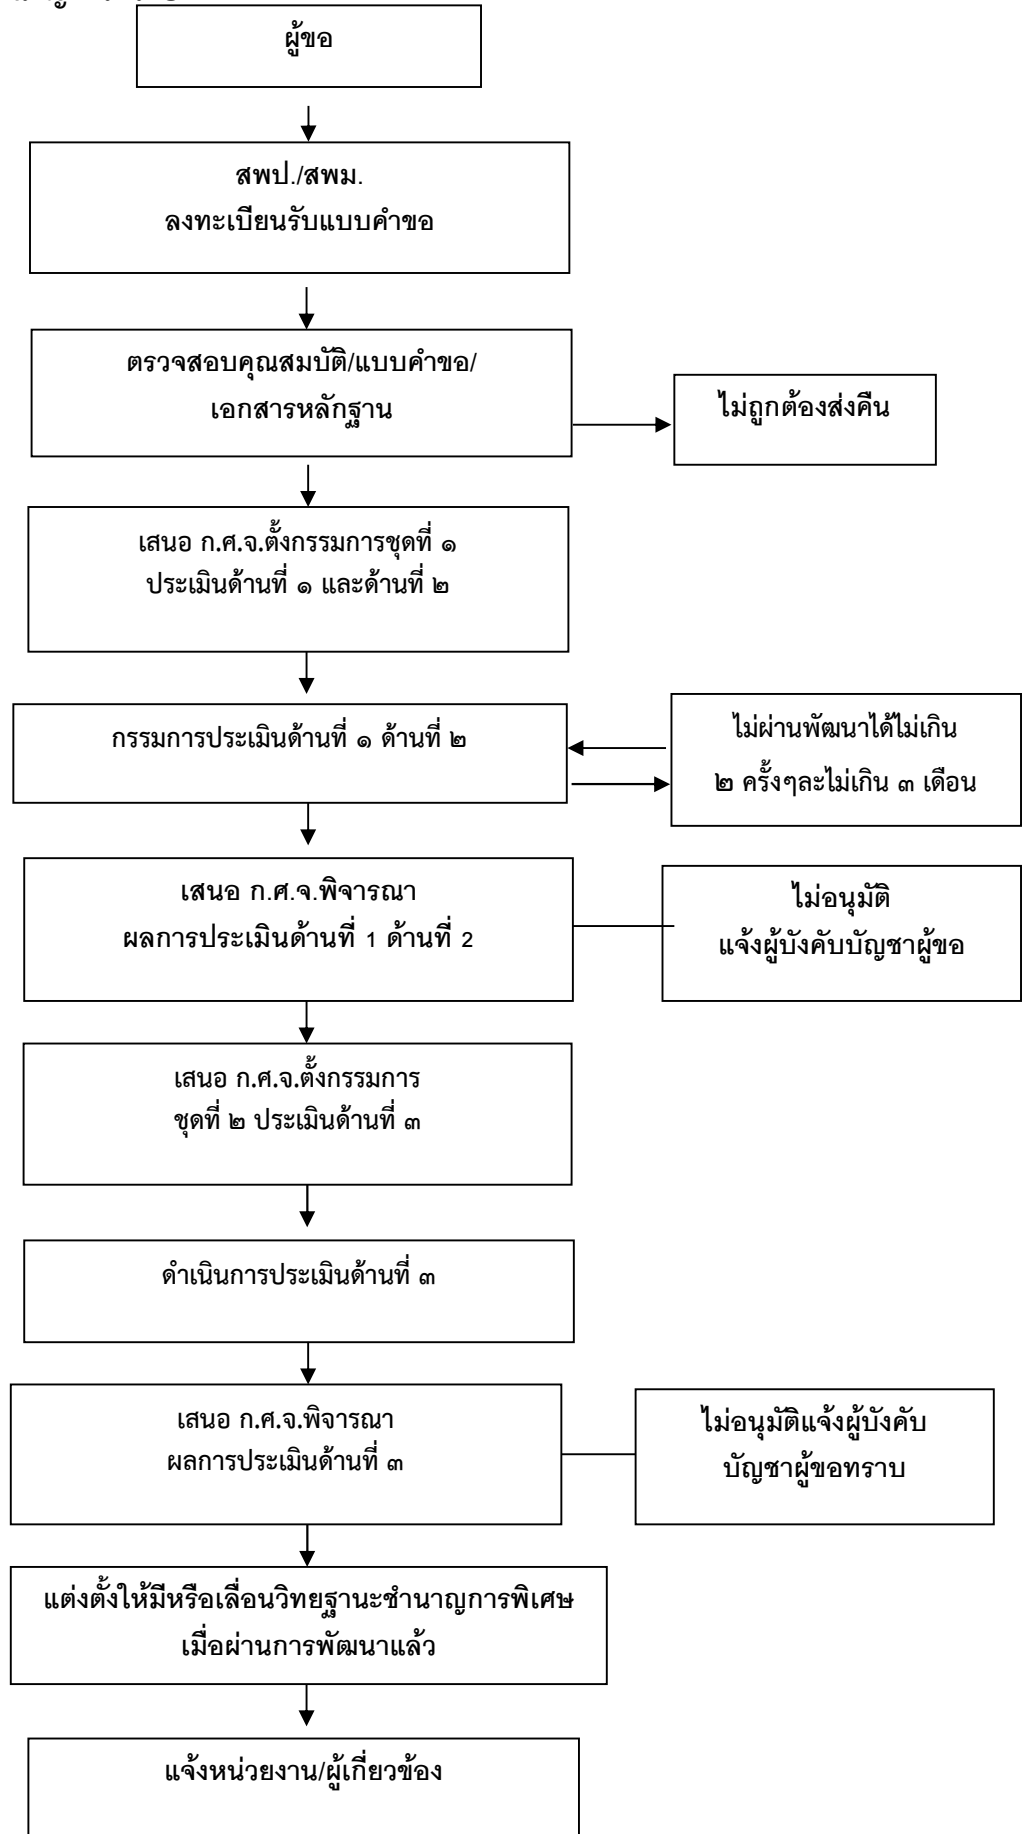 ผู้ขอ
สพป./สพม.
ลงทะเบียนรับแบบคำขอ
ตรวจสอบคุณสมบัติ/แบบคำขอ/
เอกสารหลักฐาน
ไม่ถูกต้องส่งคืน
เสนอ ก.ศ.จ.ตั้งกรรมการชุดที่ ๑
ประเมินด้านที่ ๑ และด้านที่ ๒
กรรมการประเมินด้านที่ ๑ ด้านที่ ๒
ไม่ผ่านพัฒนาได้ไม่เกิน
๒ ครั้งๆละไม่เกิน ๓ เดือน
เสนอ ก.ศ.จ.พิจารณา
ผลการประเมินด้านที่ 1 ด้านที่ 2
ไม่อนุมัติ
แจ้งผู้บังคับบัญชาผู้ขอ
เสนอ ก.ศ.จ.ตั้งกรรมการ
ชุดที่ ๒ ประเมินด้านที่ ๓
ดำเนินการประเมินด้านที่ ๓
เสนอ ก.ศ.จ.พิจารณา
ผลการประเมินด้านที่ ๓
ไม่อนุมัติแจ้งผู้บังคับ
บัญชาผู้ขอทราบ
แต่งตั้งให้มีหรือเลื่อนวิทยฐานะชำนาญการพิเศษ
เมื่อผ่านการพัฒนาแล้ว
แจ้งหน่วยงาน/ผู้เกี่ยวข้อง